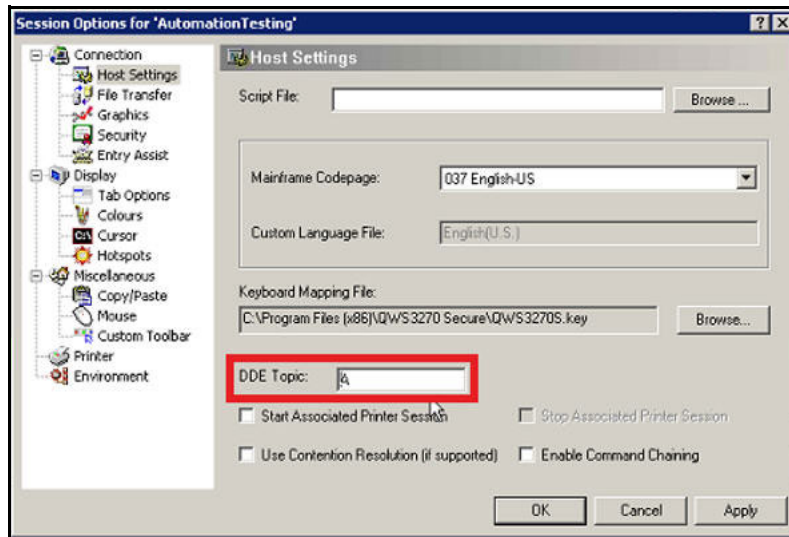 Session Options for 'AutomationTesting'
Connection
Host Settings
File Transfer
Graphics
Security
Entry Assist
Display
Tab Options
Colours
Cursor
Hotspots
Miscellaneous
Copy/Paste
Mouse
Custom Toolbar
Printer
Environment
Host Settings
Script File:
Browse ...
Mainframe Codepage:
037 English-US
Custom Language File:
English(U.S.)
Keyboard Mapping File:
C:\Program Files (x86)\QWS3270 Secure\QWS3270S.key
Browse...
DDE Topic:
Start Associated Printer Session
Stop Associated Printer Session
Use Contention Resolution (if supported)
Enable Command Chaining
OK
Cancel
Apply